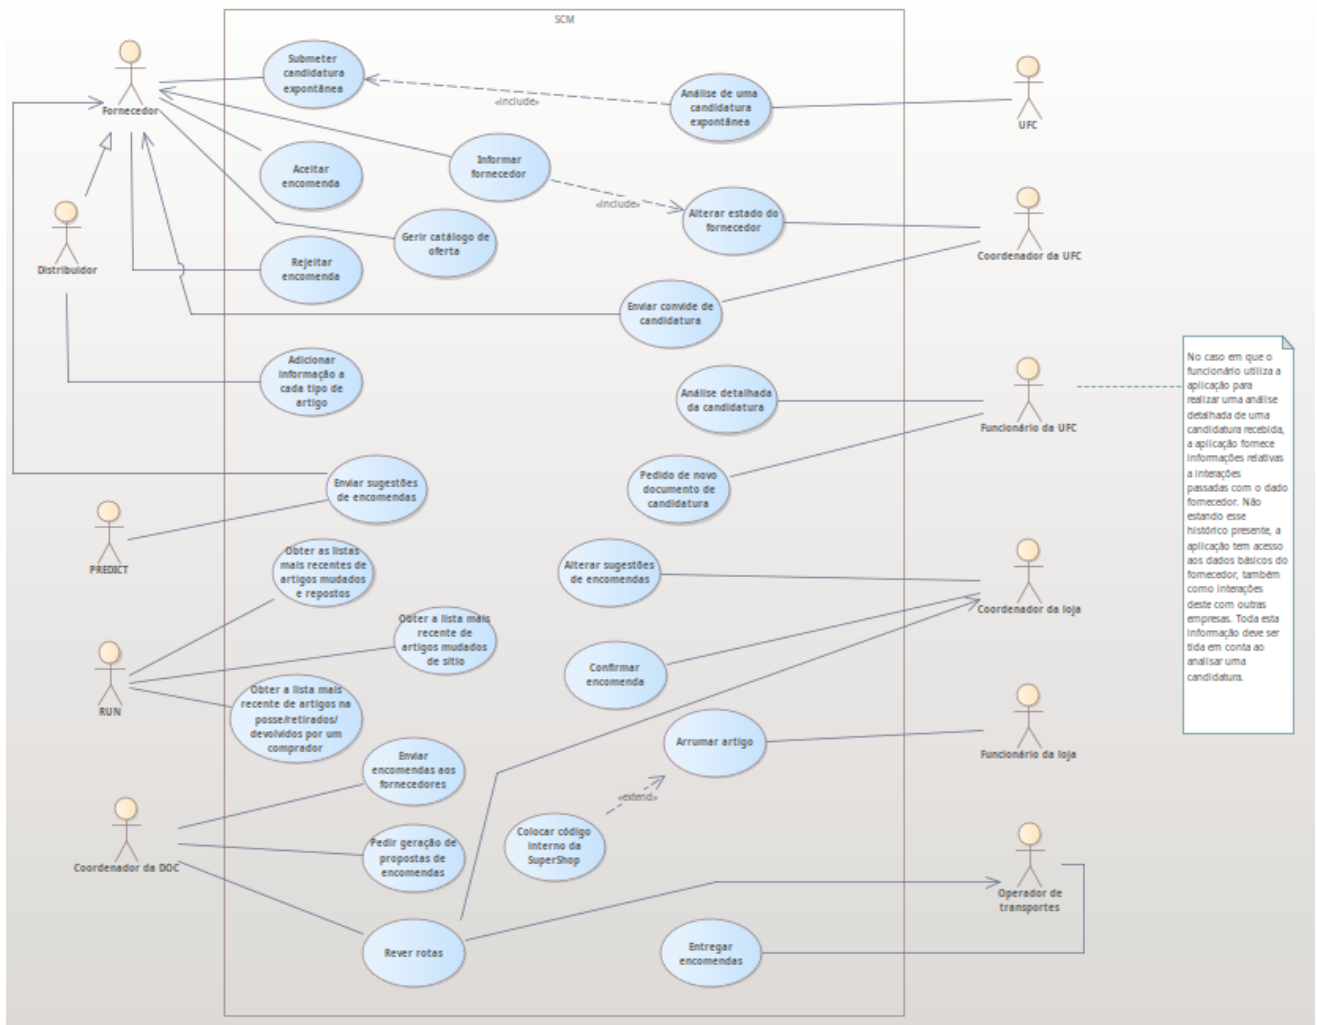 SCM
Submeter
candidatura
expontânea
«include»
Análise de uma
candidatura
expontânea
UFC
Fornecedor
Aceitar
encomenda
Informar
fornecedor
«include»
Alterar estado do
fornecedor
Coordenador da UFC
Distribuidor
Gerir catálogo de
oferta
Rejeitar
encomenda
Enviar convide de
candidatura
Adicionar
informação a
cada tipo de
artigo
Análise detalhada
da candidatura
Funcionário da UFC
No caso em que o
funcionário utiliza a
aplicação para
realizar uma análise
detalhada de uma
candidatura recebida,
a aplicação fornece
informações relativas
a interações
passadas com o dado
fornecedor. Não
estando esse
histórico presente, a
aplicação tem acesso
aos dados básicos do
fornecedor, também
como interações
deste com outras
empresas. Toda esta
informação deve ser
tida em conta ao
analisar uma
candidatura.
Enviar sugestões
de encomendas
Pedido de novo
documento de
candidatura
PREDICT
Obter as listas
mais recentes de
artigos mudados
e repostos
Alterar sugestões
de encomendas
Coordenador da loja
Obter a lista mais
recente de
artigos mudados
de sítio
RUN
Confirmar
encomenda
Obter a lista mais
recente de artigos na
posse/retirados/
devolvidos por um
comprador
Arrumar artigo
Funcionário da loja
Enviar
encomendas aos
fornecedores
«extend»
Colocar código
interno da
SuperShop
Coordenador da DOC
Pedir geração de
propostas de
encomendas
Operador de
transportes
Rever rotas
Entregar
encomendas